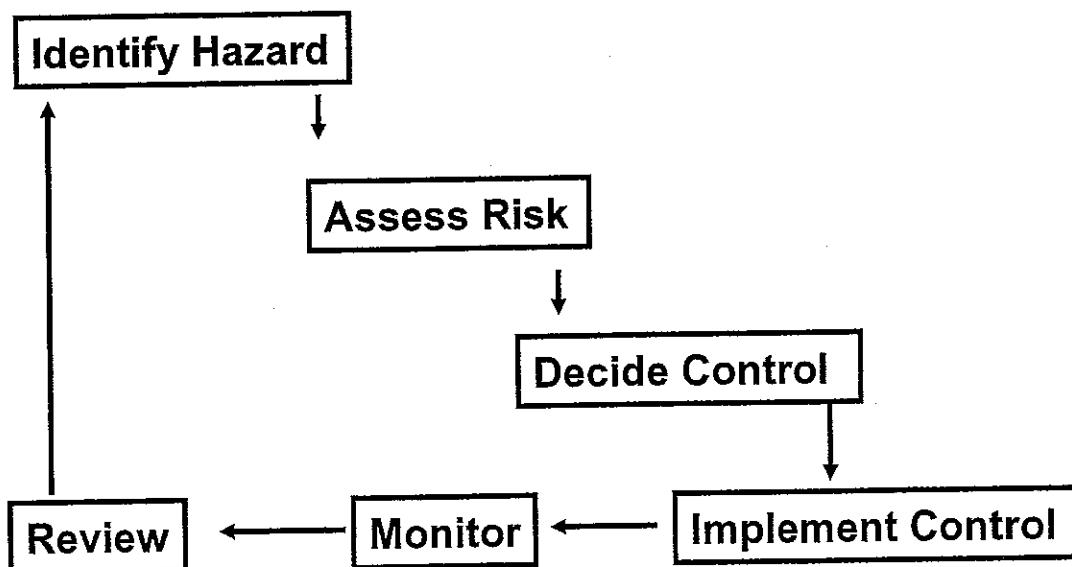 Identify Hazard
Assess Risk
Decide Control
Implement Control
Monitor
Review